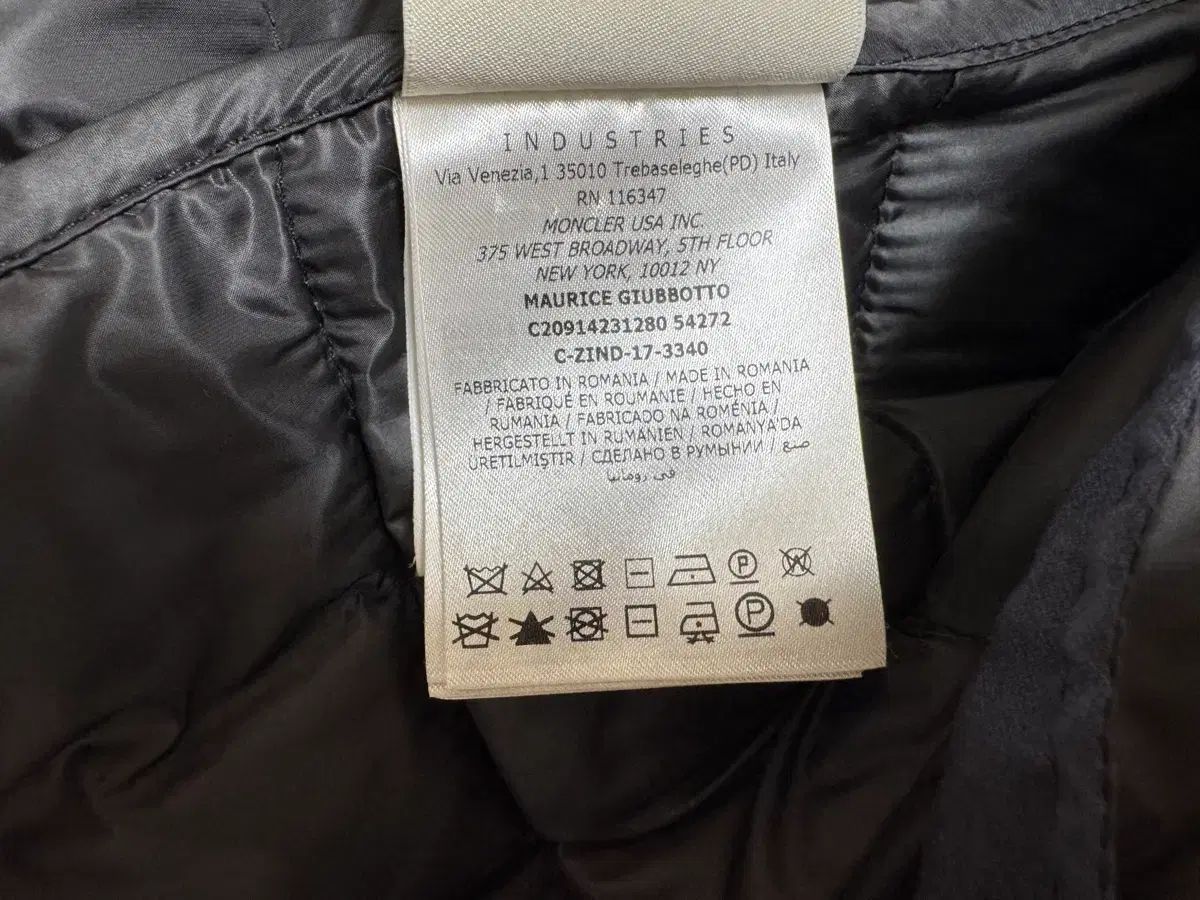 INDUSTRIES
Via Venezia,1 35010 Trebaseleghe(PD) Italy
RN 116347
MONCLER USA INC.
375 WEST BROADWAY, 5TH FLOOR
NEW YORK, 10012 NY
MAURICE GIUBBOTTO
C20914231280 54272
C-ZIND-17-3340
FABBRICATO IN ROMANIA / MADE IN ROMANIA
/ FABRIQUÉ EN ROUMANIE / HECHO EN
RUMANIA / FABRICADO NA ROMÉNIA /
HERGESTELLT IN RUMÄNIEN / ROMANYA'DA
ÜRETILMIŞTIR / СДЕЛАНО В РУМЫНИИ / صنع
في رومانيا
P W
P